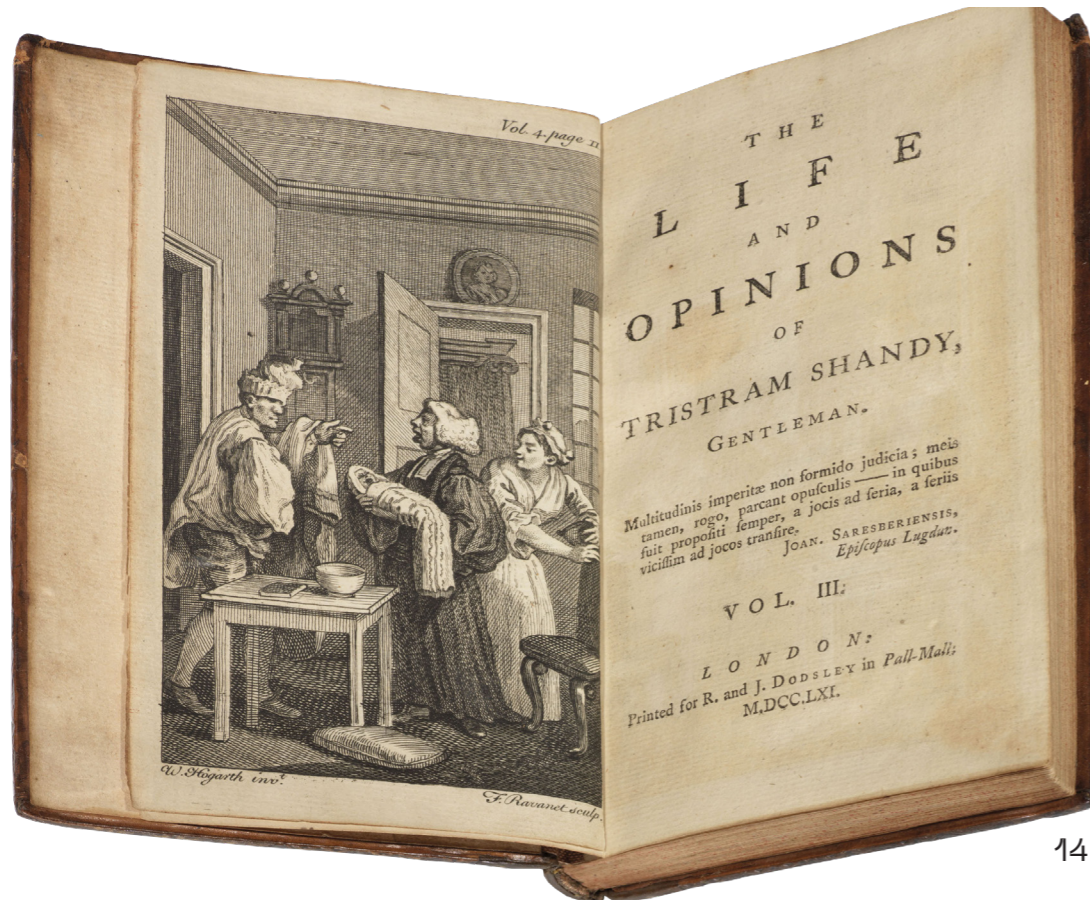 Vol. 4. page 11
W. Hogarth invt.
F. Ravanet sculp.
THE
LIFE
AND
OPINIONS
OF
TRISTRAM SHANDY,
GENTLEMAN.
Multitudinis imperitæ non formido judicia; meis
tamen, rogo, parcant opuſculis —— in quibus
fuit propoſiti ſemper, a jocis ad ſeria, a ſeriis
viciſſim ad jocos tranſire.
JOAN. SARESBERIENSIS,
Epiſcopus Lugdun.
VOL. III.
LONDON:
Printed for R. and J. DODSLEY in Pall-Mall;
M.DCC.LXI.
14